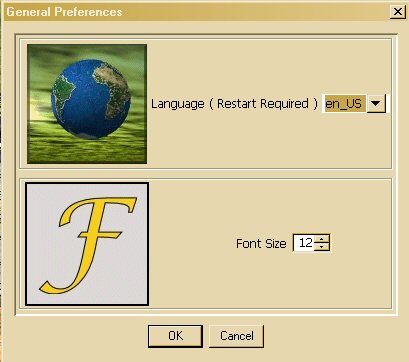 General Preferences
Language ( Restart Required ) en_US
F
Font Size 12
OK Cancel